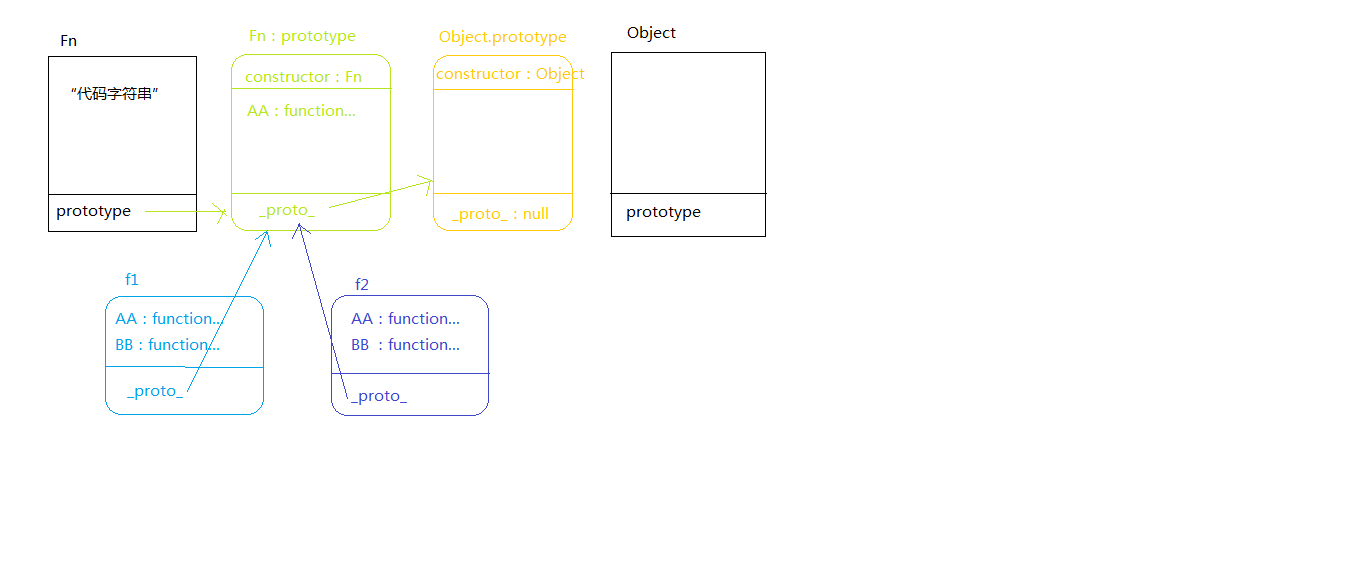 Fn
“代码字符串”
prototype
Fn：prototype
constructor：Fn
AA：function...
_proto_
Object.prototype
constructor：Object
_proto_：null
Object
prototype
f1
AA：function...
BB：function...
_proto_
f2
AA：function...
BB ：function...
_proto_